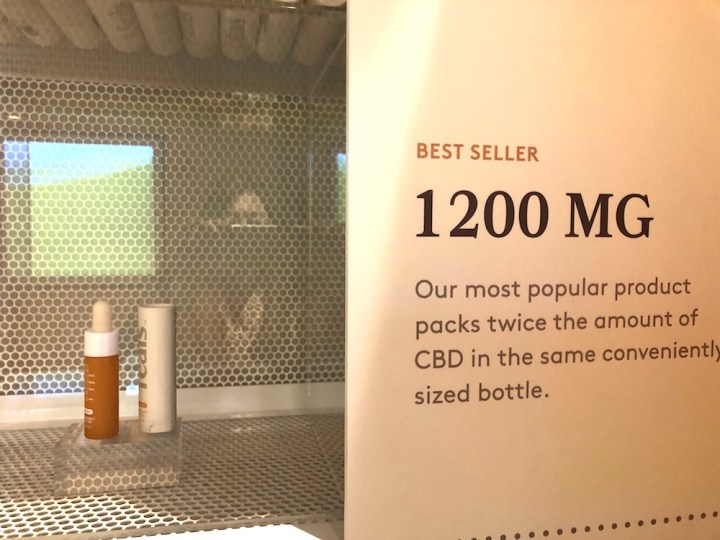 BEST SELLER
1200 MG
Our most popular product
packs twice the amount of
CBD in the same conveniently
sized bottle.